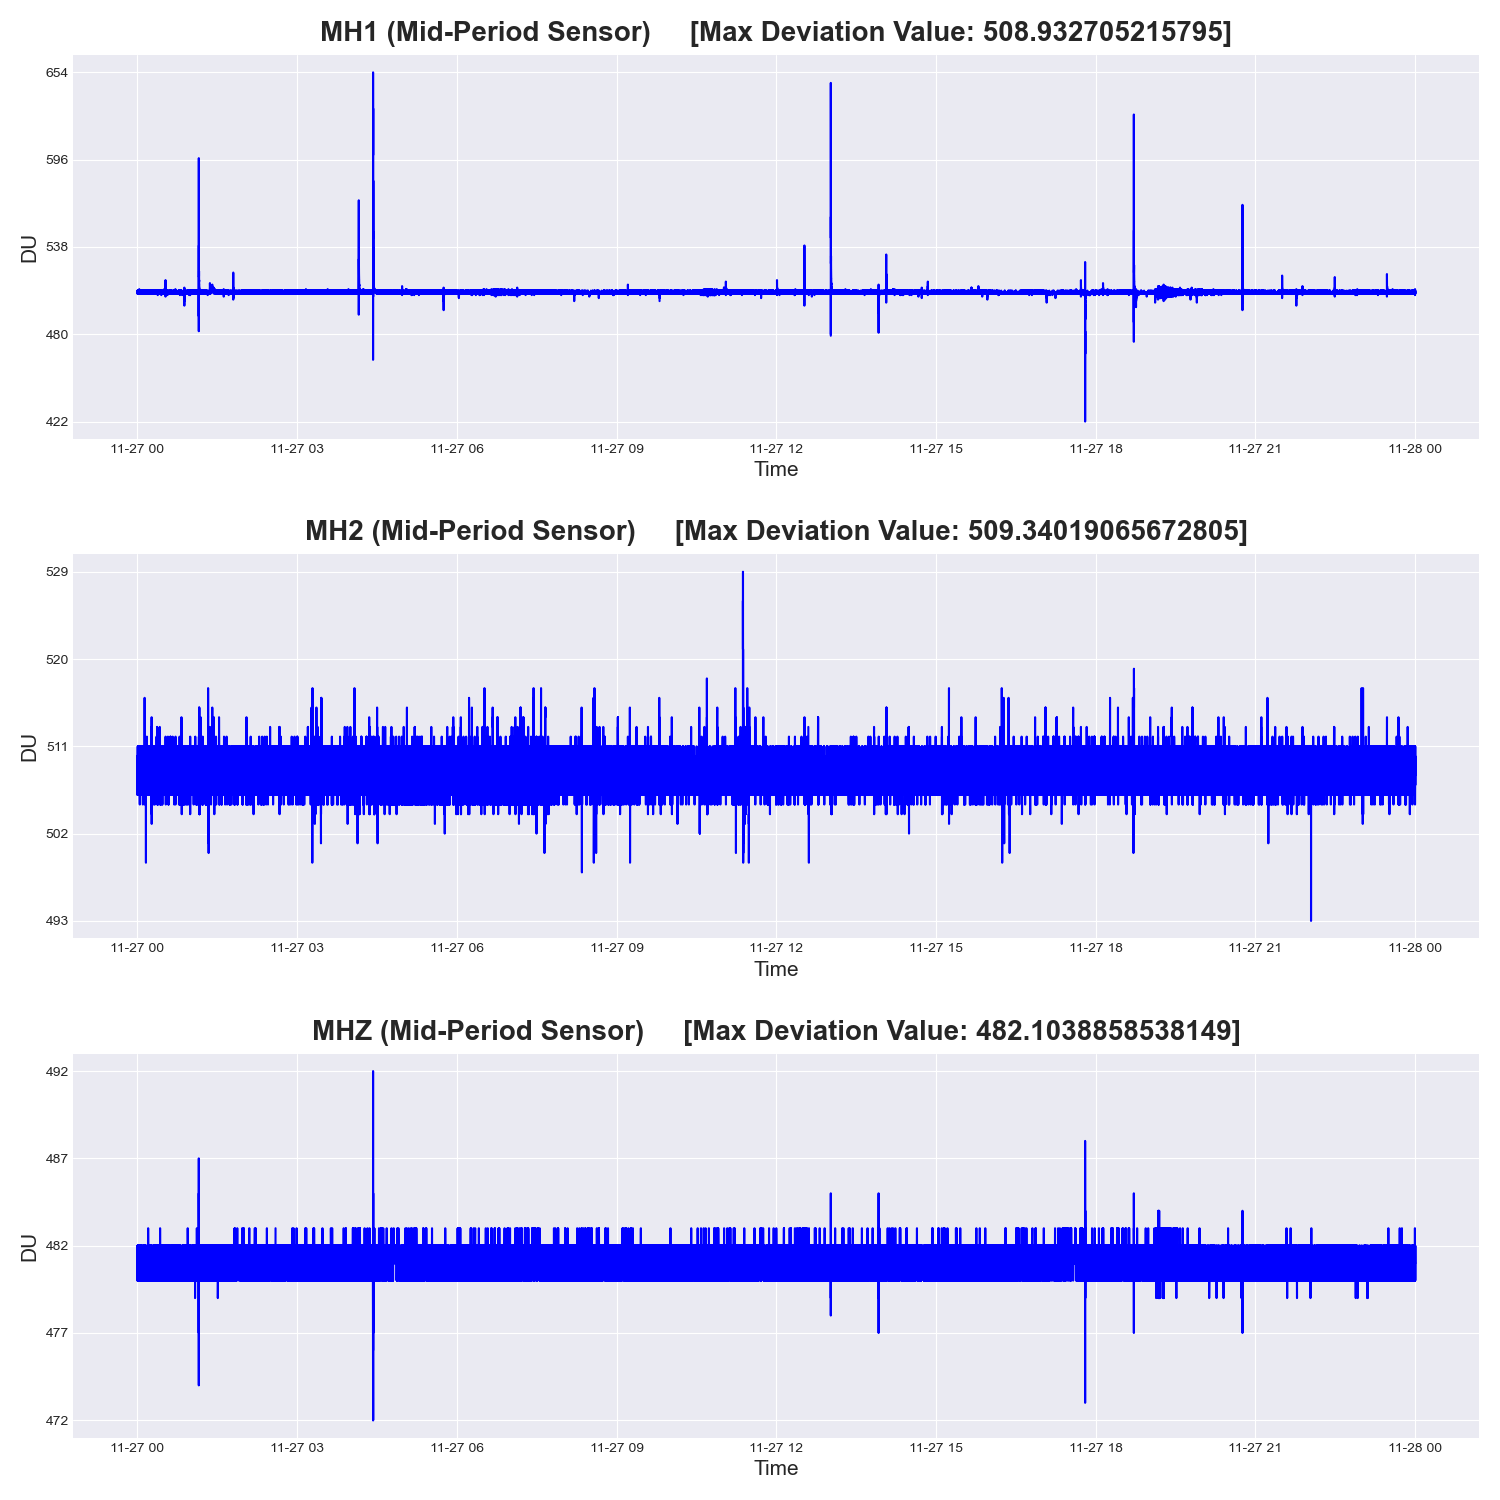 MH1 (Mid-Period Sensor) [Max Deviation Value: 508.932705215795]
654
596
538
480
422
DU
11-27 00 11-27 03 11-27 06 11-27 09 11-27 12 11-27 15 11-27 18 11-27 21 11-28 00
Time
MH2 (Mid-Period Sensor) [Max Deviation Value: 509.34019065672805]
529
520
511
502
493
DU
11-27 00 11-27 03 11-27 06 11-27 09 11-27 12 11-27 15 11-27 18 11-27 21 11-28 00
Time
MHZ (Mid-Period Sensor) [Max Deviation Value: 482.1038858538149]
492
487
482
477
472
DU
11-27 00 11-27 03 11-27 06 11-27 09 11-27 12 11-27 15 11-27 18 11-27 21 11-28 00
Time